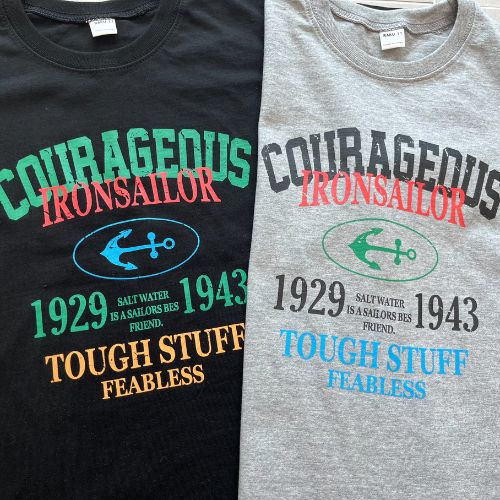 COURAGEOUS
IRONSAILOR
1929 SALT WATER IS A SAILORS BES FRIEND. 1943
TOUGH STUFF
FEABLESS
COURAGEOUS
IRONSAILOR
1929 SALT WATER IS A SAILORS BES FRIEND. 1943
TOUGH STUFF
FEABLESS